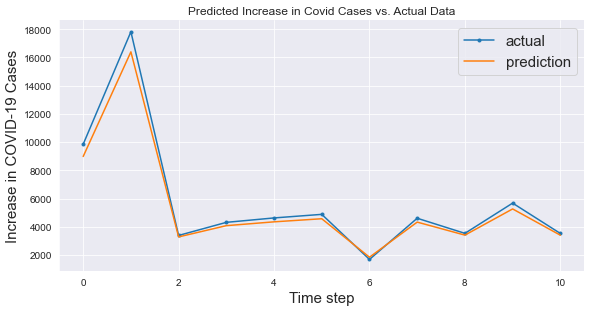 Predicted Increase in Covid Cases vs. Actual Data
actual
prediction
Increase in COVID-19 Cases
18000
16000
14000
12000
10000
8000
6000
4000
2000
0 2 4 6 8 10
Time step